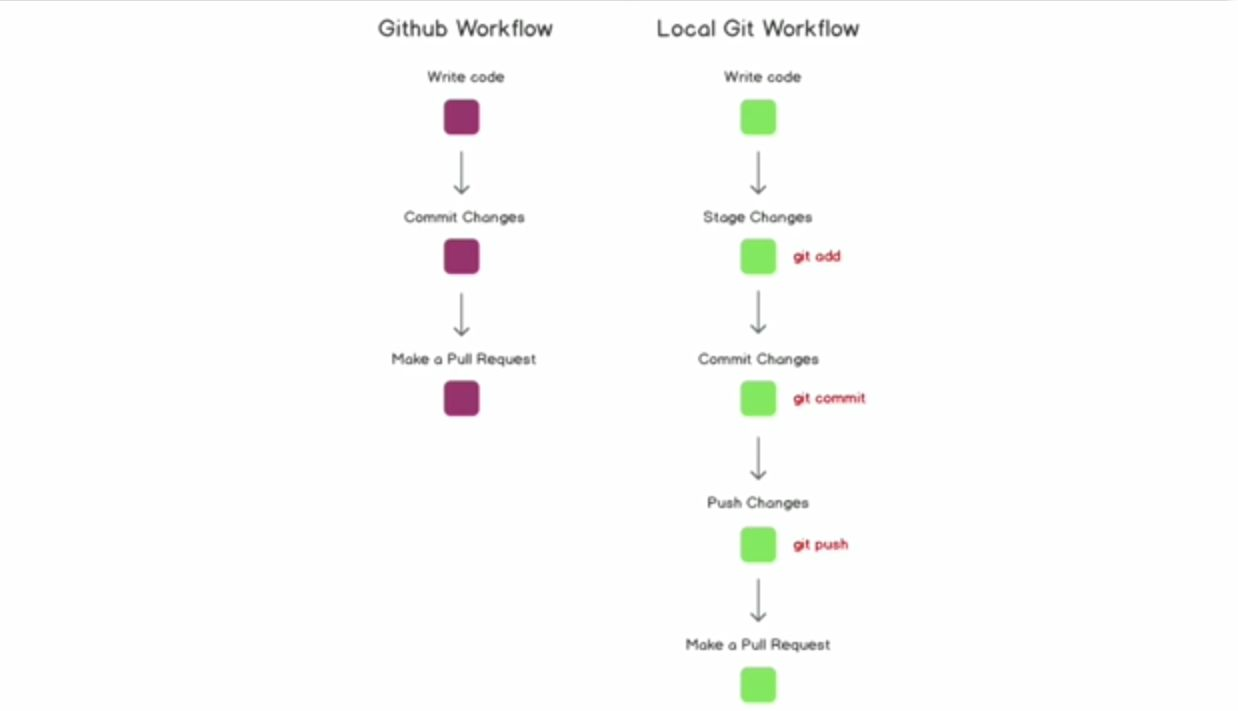 Github Workflow
Write code
Commit Changes
Make a Pull Request
Local Git Workflow
Write code
Stage Changes
git add
Commit Changes
git commit
Push Changes
git push
Make a Pull Request